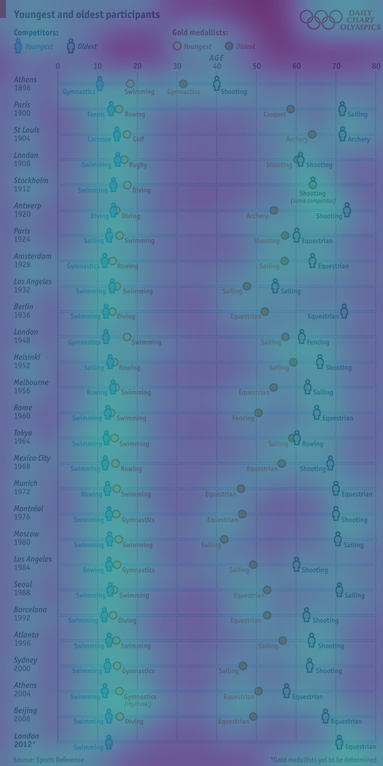 Youngest and oldest participants
DAILY
CHART
OLYMPICS
Competitors:
Youngest Oldest
Gold medallists:
Youngest Oldest
AGE
0 10 20 30 40 50 60 70 80
Athens
1896
Gymnastics Swimming Gymnastics Shooting
Paris
1900
Tennis Rowing Croquet Sailing
St Louis
1904
Lacrosse Golf Archery Archery
London
1908
Swimming Rugby Shooting Shooting
Stockholm
1912
Swimming Diving Shooting
(same competitor)
Antwerp
1920
Diving Diving Archery Shooting
Paris
1924
Sailing Swimming Shooting Equestrian
Amsterdam
1928
Gymnastics Rowing Sailing Equestrian
Los Angeles
1932
Swimming Swimming Sailing Sailing
Berlin
1936
Swimming Diving Equestrian Equestrian
London
1948
Gymnastics Swimming Sailing Fencing
Helsinki
1952
Sailing Rowing Sailing Shooting
Melbourne
1956
Rowing Swimming Equestrian Sailing
Rome
1960
Swimming Swimming Fencing Equestrian
Tokyo
1964
Swimming Swimming Sailing Rowing
Mexico City
1968
Swimming Rowing Equestrian Shooting
Munich
1972
Rowing Swimming Equestrian Equestrian
Montréal
1976
Swimming Gymnastics Equestrian Shooting
Moscow
1980
Swimming Swimming Sailing Sailing
Los Angeles
1984
Rowing Gymnastics Sailing Shooting
Seoul
1988
Swimming Swimming Equestrian Sailing
Barcelona
1992
Swimming Diving Equestrian Shooting
Atlanta
1996
Swimming Swimming Sailing Shooting
Sydney
2000
Swimming Gymnastics Sailing Shooting
Athens
2004
Swimming Gymnastics
(rhythmic) Equestrian Equestrian
Beijing
2008
Swimming Diving Equestrian Equestrian
London
2012*
Swimming Equestrian
Source: Sports Reference
*Gold medallists yet to be determined